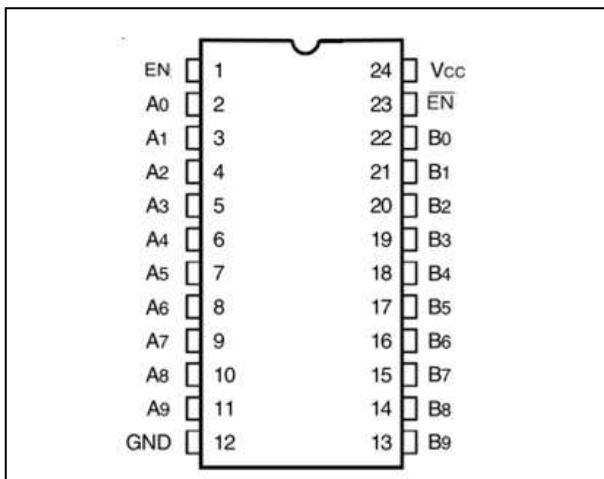 EN 1 24 Vcc
A0 2 23 E̅N̅
A1 3 22 B0
A2 4 21 B1
A3 5 20 B2
A4 6 19 B3
A5 7 18 B4
A6 8 17 B5
A7 9 16 B6
A8 10 15 B7
A9 11 14 B8
GND 12 13 B9